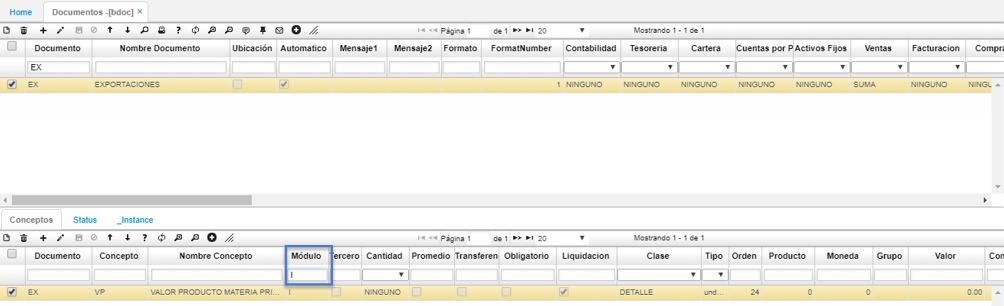 Home Documentos -[bdoc] ×
Página 1 de 1 20 Mostrando 1 - 1 de 1
Documento Nombre Documento Ubicación Automatico Mensaje1 Mensaje2 Formato FormatNumber Contabilidad Tesoreria Cartera Cuentas por P Activos Fijos Ventas Facturacion Compra
EX
EX EXPORTACIONES 1 NINGUNO NINGUNO NINGUNO NINGUNO NINGUNO SUMA NINGUNO NINGU
Conceptos Status _Instance
Página 1 de 1 20 Mostrando 1 - 1 de 1
Documento Concepto Nombre Concepto Módulo Tercero Cantidad Promedio Transferen Obligatorio Liquidacion Clase Tipo Orden Producto Moneda Grupo Valor Con
I
EX VP VALOR PRODUCTO MATERIA PRI... I NINGUNO DETALLE und... 24 0 0 0.00